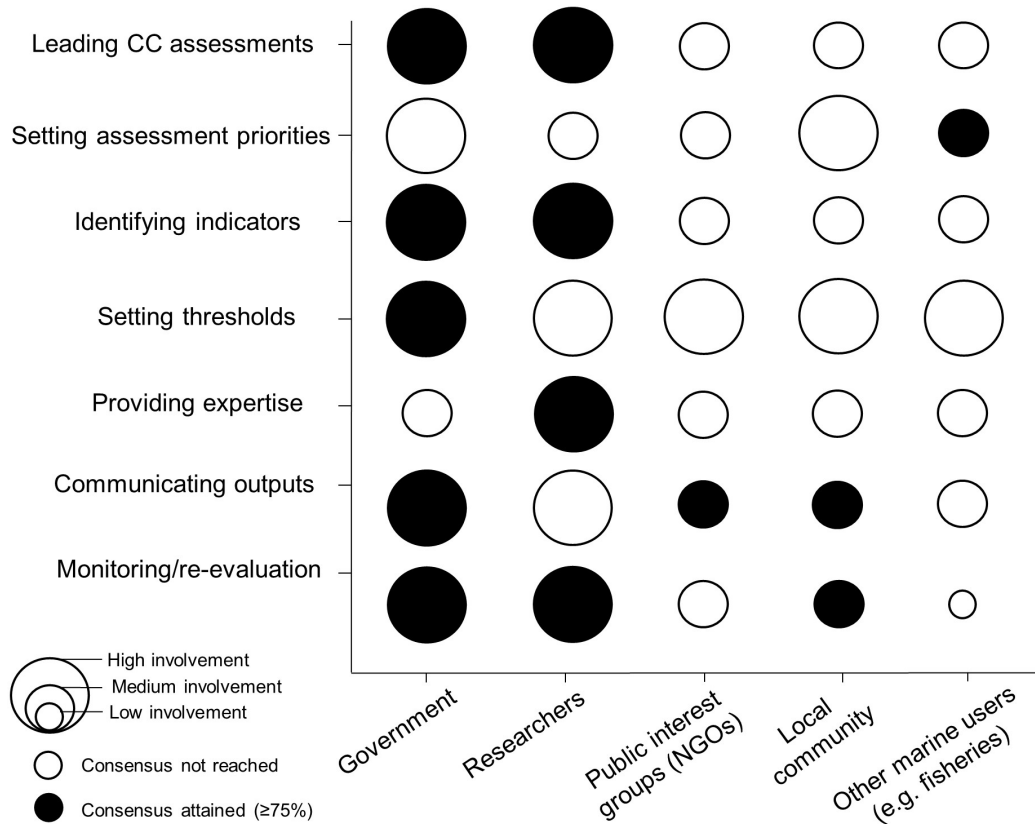 Leading CC assessments
Setting assessment priorities
Identifying indicators
Setting thresholds
Providing expertise
Communicating outputs
Monitoring/re-evaluation
High involvement
Medium involvement
Low involvement
Consensus not reached
Consensus attained (≥75%)
Government
Researchers
Public interest
groups (NGOs)
Local
community
Other marine users
(e.g. fisheries)